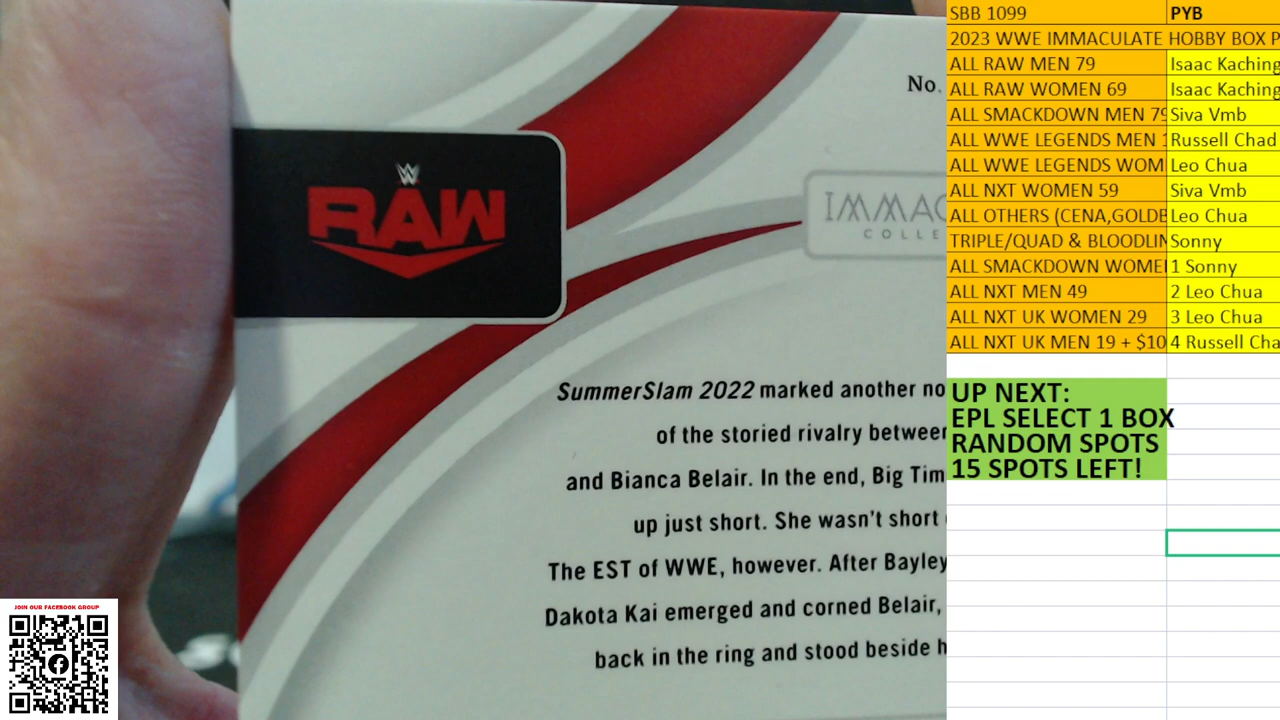 No.
W
RAW
IMMAC
COLLE
SummerSlam 2022 marked another no
of the storied rivalry between
and Bianca Belair. In the end, Big Tim
up just short. She wasn't short
The EST of WWE, however. After Bayley
Dakota Kai emerged and corned Belair,
back in the ring and stood beside h
JOIN OUR FACEBOOK GROUP
SBB 1099 PYB
2023 WWE IMMACULATE HOBBY BOX P
ALL RAW MEN 79 Isaac Kaching
ALL RAW WOMEN 69 Isaac Kaching
ALL SMACKDOWN MEN 79 Siva Vmb
ALL WWE LEGENDS MEN 1 Russell Chad
ALL WWE LEGENDS WOM Leo Chua
ALL NXT WOMEN 59 Siva Vmb
ALL OTHERS (CENA,GOLDB Leo Chua
TRIPLE/QUAD & BLOODLIN Sonny
ALL SMACKDOWN WOME 1 Sonny
ALL NXT MEN 49 2 Leo Chua
ALL NXT UK WOMEN 29 3 Leo Chua
ALL NXT UK MEN 19 + $10 4 Russell Cha
UP NEXT:
EPL SELECT 1 BOX
RANDOM SPOTS
15 SPOTS LEFT!